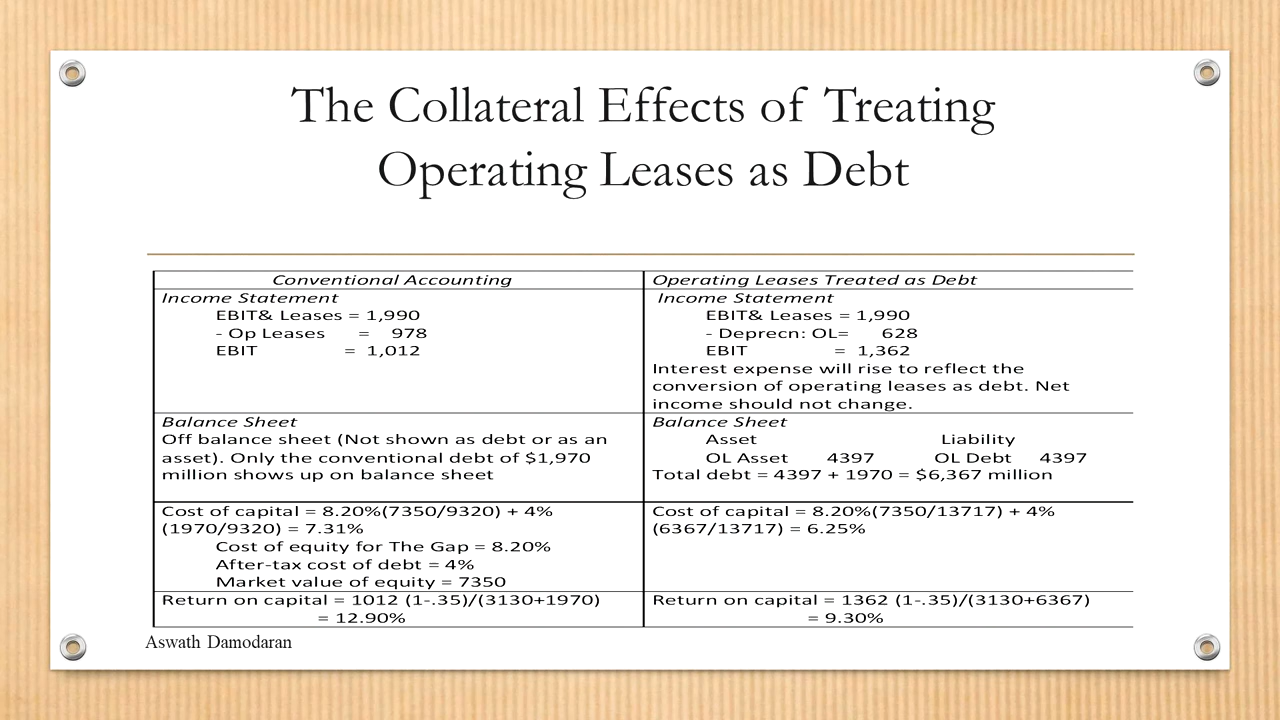 The Collateral Effects of Treating
Operating Leases as Debt
Conventional Accounting
Income Statement
EBIT& Leases = 1,990
- Op Leases = 978
EBIT = 1,012
Operating Leases Treated as Debt
Income Statement
EBIT& Leases = 1,990
- Deprecn: OL= 628
EBIT = 1,362
Interest expense will rise to reflect the
conversion of operating leases as debt. Net
income should not change.
Balance Sheet
Off balance sheet (Not shown as debt or as an
asset). Only the conventional debt of $1,970
million shows up on balance sheet
Balance Sheet
Asset Liability
OL Asset 4397 OL Debt 4397
Total debt = 4397 + 1970 = $6,367 million
Cost of capital = 8.20%(7350/9320) + 4%
(1970/9320) = 7.31%
Cost of equity for The Gap = 8.20%
After-tax cost of debt = 4%
Market value of equity = 7350
Cost of capital = 8.20%(7350/13717) + 4%
(6367/13717) = 6.25%
Return on capital = 1012 (1-.35)/(3130+1970)
= 12.90%
Return on capital = 1362 (1-.35)/(3130+6367)
= 9.30%
Aswath Damodaran